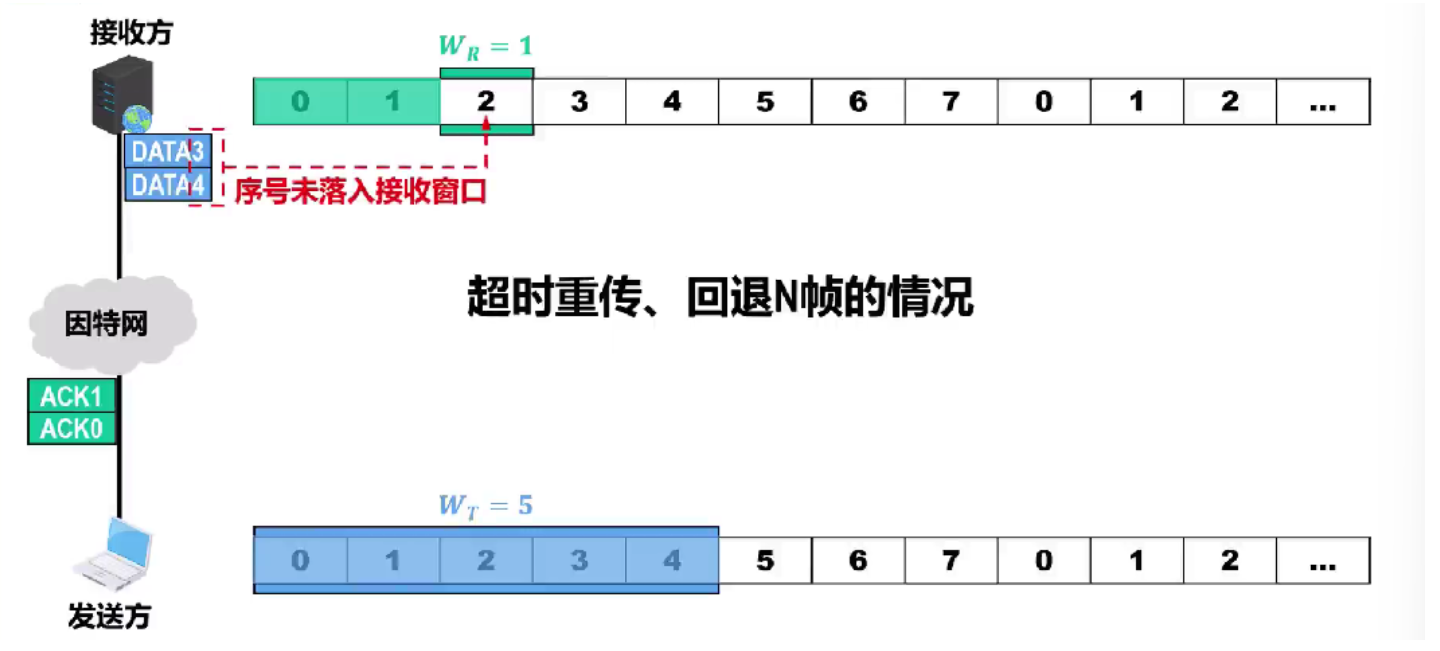 接收方
W_R = 1
0 1 2 3 4 5 6 7 0 1 2 ...
DATA3
DATA4
序号未落入接收窗口
超时重传、回退N帧的情况
因特网
ACK1
ACK0
W_T = 5
0 1 2 3 4 5 6 7 0 1 2 ...
发送方